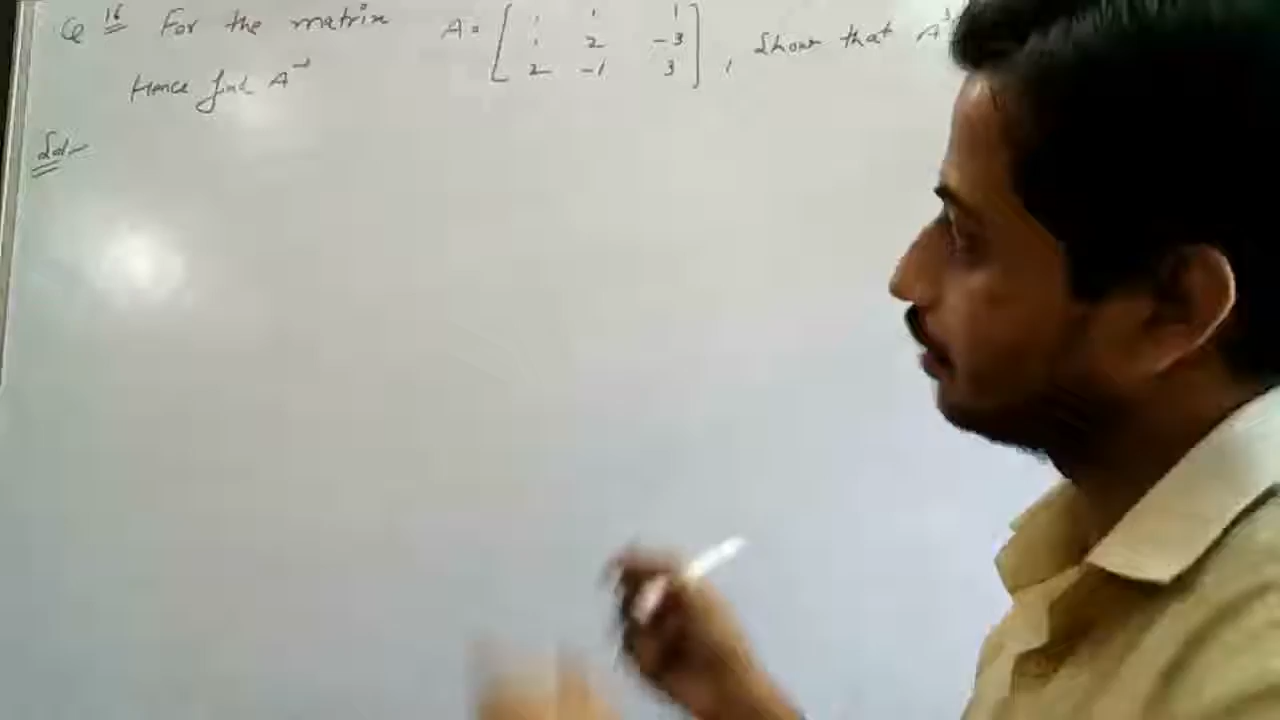 Q 16 For the matrix A = [ 1 1 1
1 2 -3
2 -1 3 ] , Show that A³
Hence find A⁻¹
Sol~